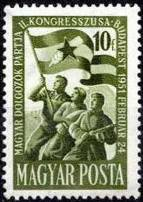 MAGYAR DOLGOZÓK PÁRTJA II. KONGRESSZUSA · BUDAPEST 1951 FEBRUÁR 24
10f
MAGYAR POSTA